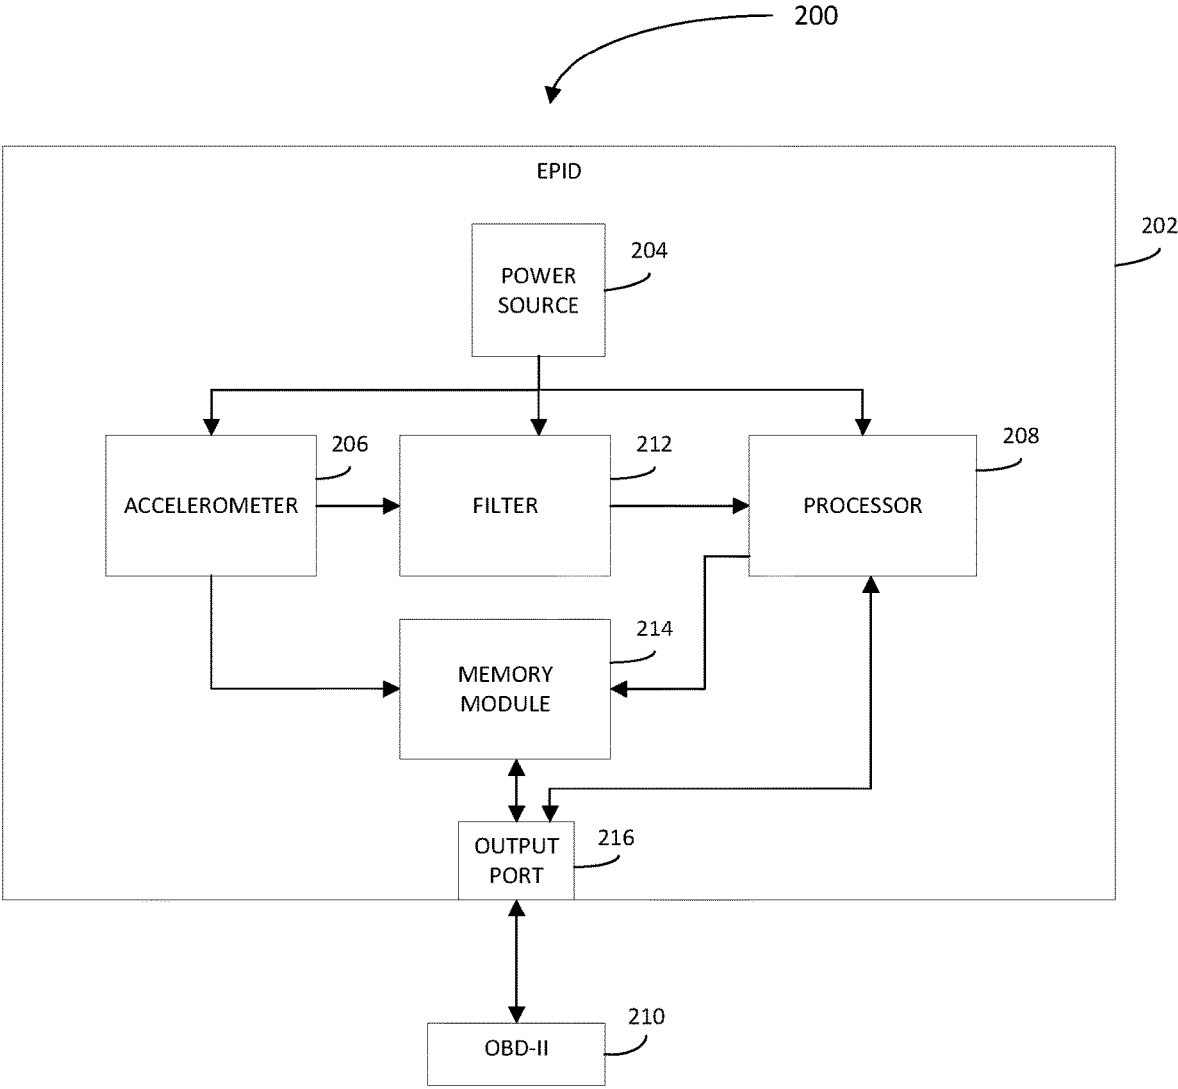 200
EPID
202
POWER
SOURCE
204
ACCELEROMETER
206
FILTER
212
PROCESSOR
208
MEMORY
MODULE
214
OUTPUT
PORT
216
OBD-II
210